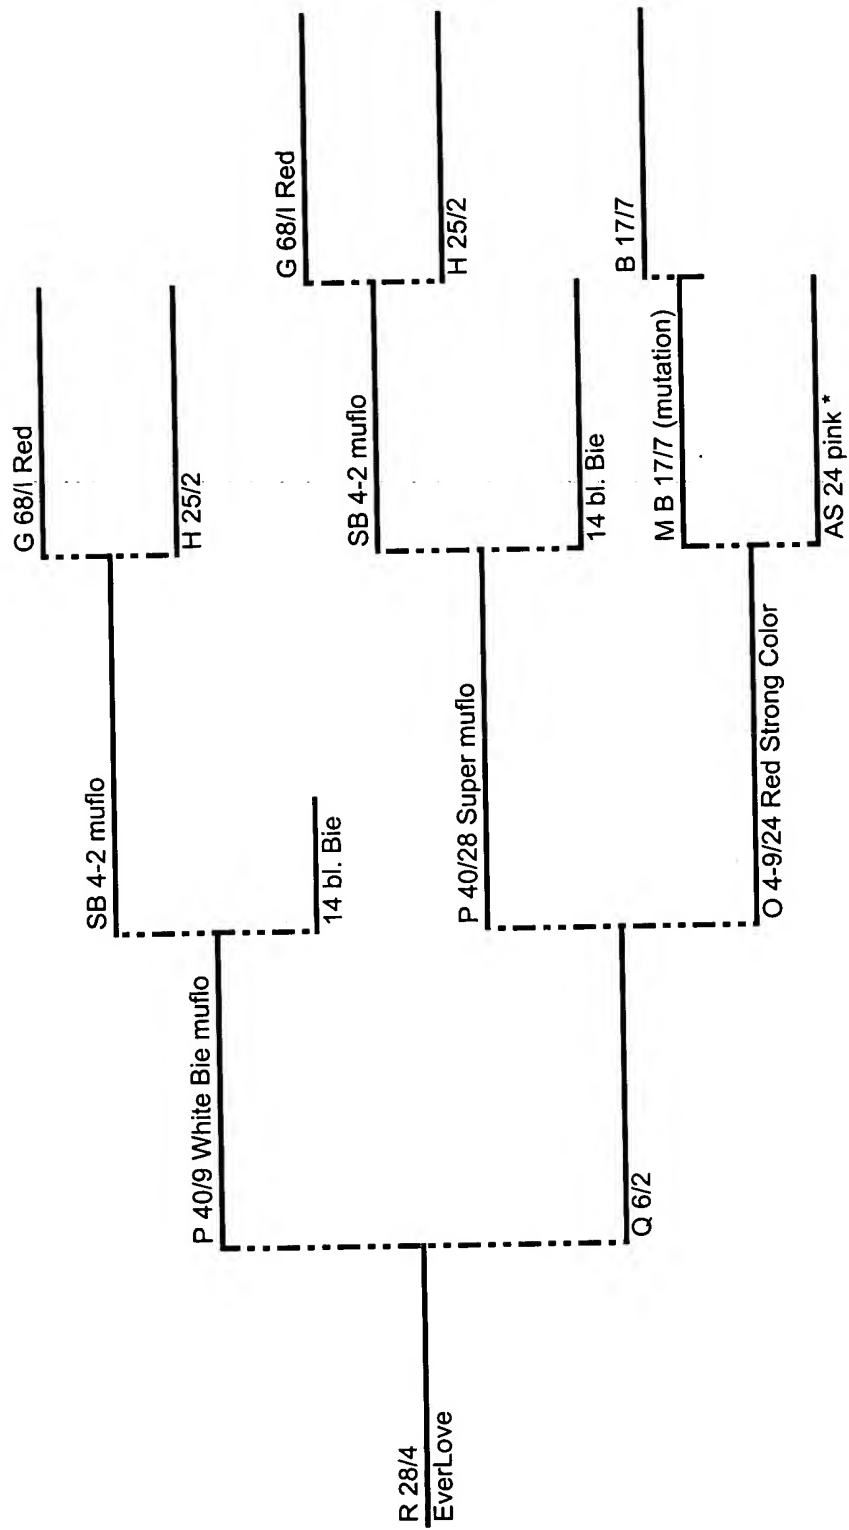 R 28/4
EverLove
P 40/9 White Bie muflo
Q 6/2
SB 4-2 muflo
14 bl. Bie
P 40/28 Super muflo
O 4-9/24 Red Strong Color
G 68/I Red
H 25/2
SB 4-2 muflo
14 bl. Bie
M B 17/7 (mutation)
AS 24 pink *
G 68/I Red
H 25/2
B 17/7